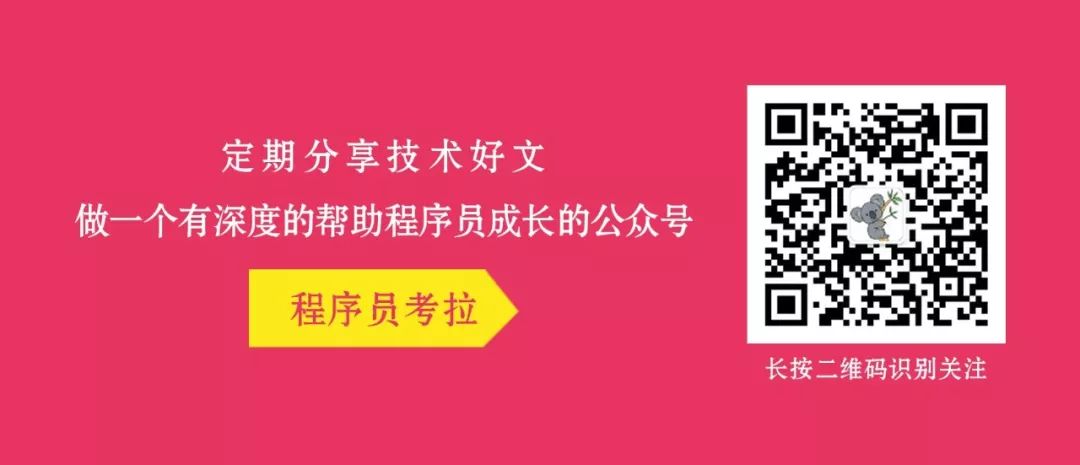 定期分享技术好文
做一个有深度的帮助程序员成长的公众号
程序员考拉
长按二维码识别关注